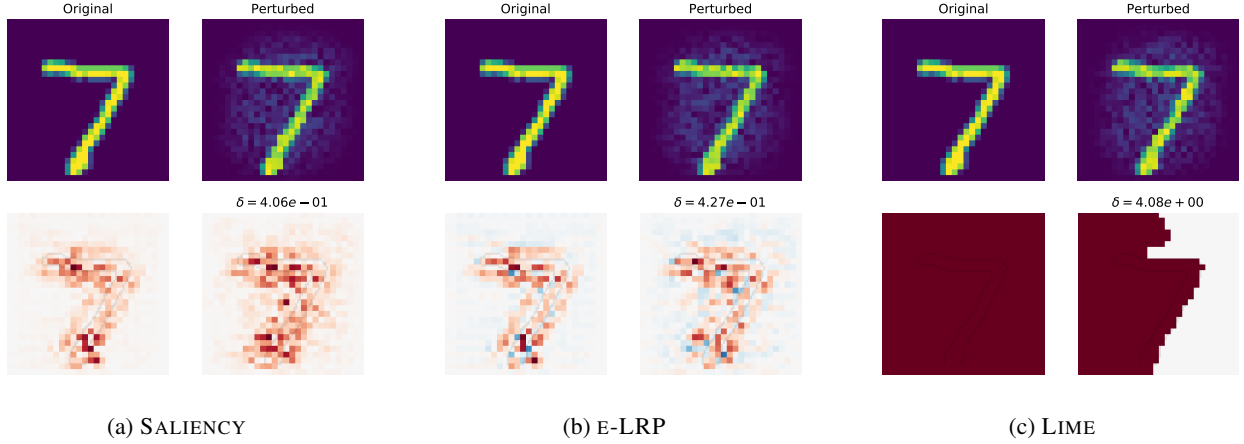 Original Perturbed Original Perturbed Original Perturbed
δ = 4.06e − 01 δ = 4.27e − 01 δ = 4.08e + 00
(a) SALIENCY (b) E-LRP (c) LIME